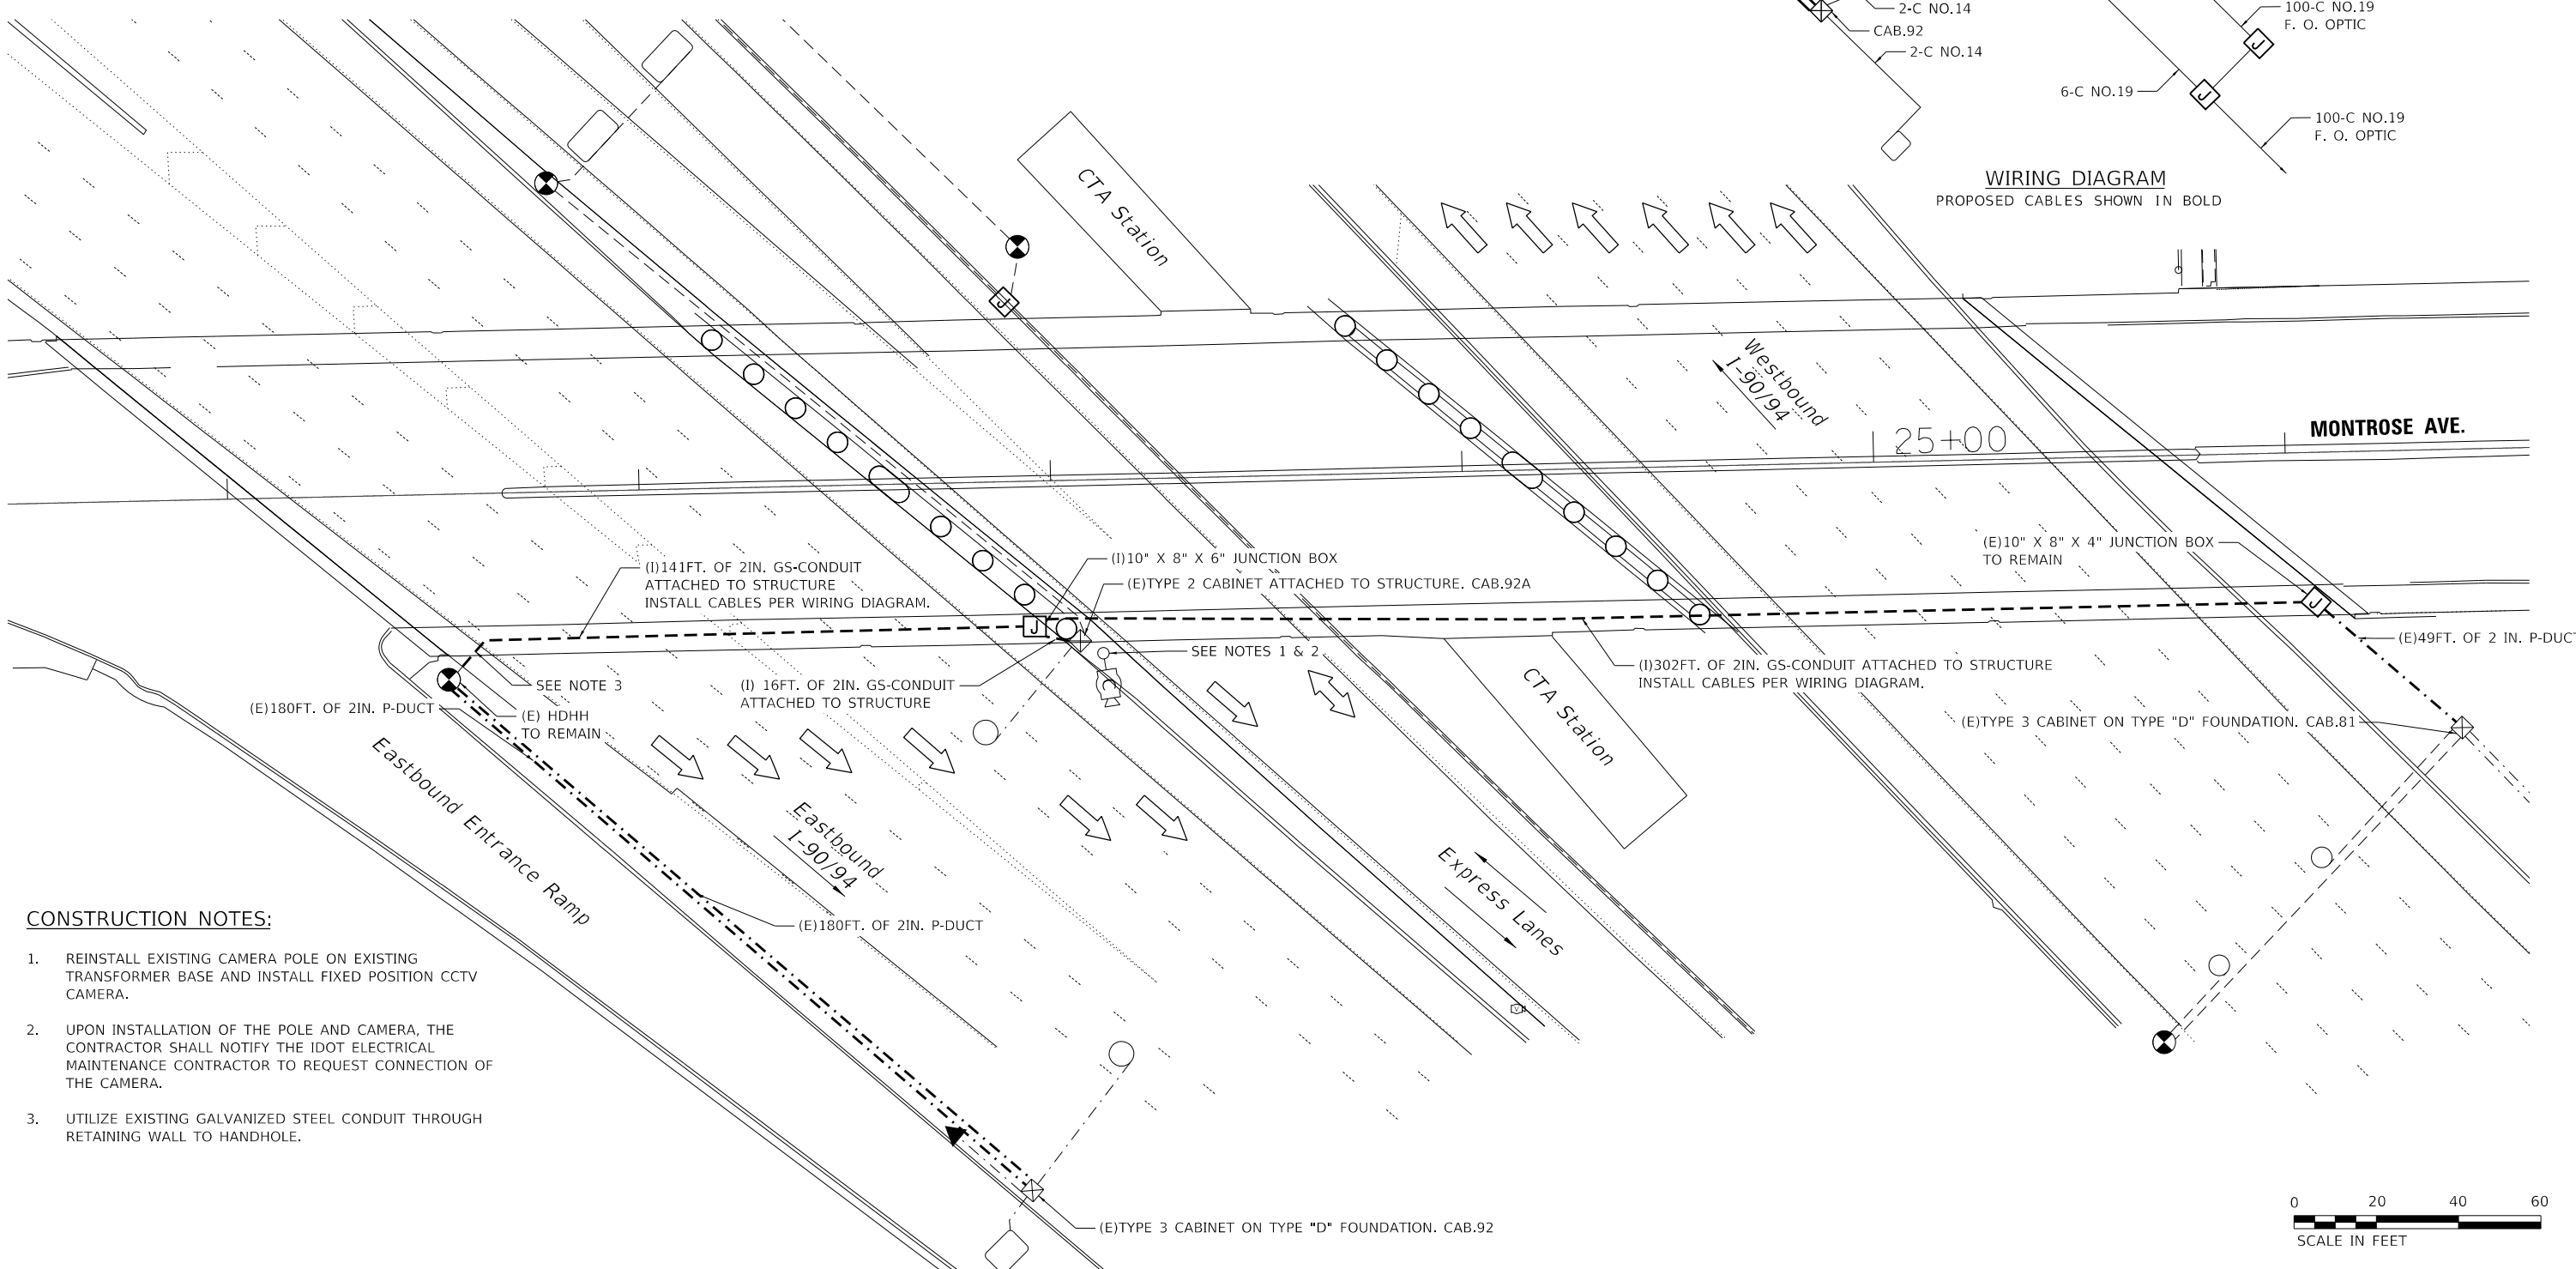 2-C NO.14
CAB.92
2-C NO.14
100-C NO.19
F. O. OPTIC
J
6-C NO.19
J
100-C NO.19
F. O. OPTIC
WIRING DIAGRAM
PROPOSED CABLES SHOWN IN BOLD
CTA Station
J
Westbound
I-90/94
25+00
MONTROSE AVE.
(E)10" X 8" X 4" JUNCTION BOX
TO REMAIN
(I)10" X 8" X 6" JUNCTION BOX
(I)141FT. OF 2IN. GS-CONDUIT
ATTACHED TO STRUCTURE
INSTALL CABLES PER WIRING DIAGRAM.
(E)TYPE 2 CABINET ATTACHED TO STRUCTURE. CAB.92A
J
J
(E)49FT. OF 2 IN. P-DUCT
SEE NOTES 1 & 2
C
(I)302FT. OF 2IN. GS-CONDUIT ATTACHED TO STRUCTURE
INSTALL CABLES PER WIRING DIAGRAM.
SEE NOTE 3
(I) 16FT. OF 2IN. GS-CONDUIT
ATTACHED TO STRUCTURE
(E)180FT. OF 2IN. P-DUCT
(E) HDHH
TO REMAIN
CTA Station
(E)TYPE 3 CABINET ON TYPE "D" FOUNDATION. CAB.81
Eastbound Entrance Ramp
Eastbound
I-90/94
Express Lanes
(E)180FT. OF 2IN. P-DUCT
CONSTRUCTION NOTES:
1. REINSTALL EXISTING CAMERA POLE ON EXISTING
TRANSFORMER BASE AND INSTALL FIXED POSITION CCTV
CAMERA.
2. UPON INSTALLATION OF THE POLE AND CAMERA, THE
CONTRACTOR SHALL NOTIFY THE IDOT ELECTRICAL
MAINTENANCE CONTRACTOR TO REQUEST CONNECTION OF
THE CAMERA.
3. UTILIZE EXISTING GALVANIZED STEEL CONDUIT THROUGH
RETAINING WALL TO HANDHOLE.
(E)TYPE 3 CABINET ON TYPE "D" FOUNDATION. CAB.92
0 20 40 60
SCALE IN FEET